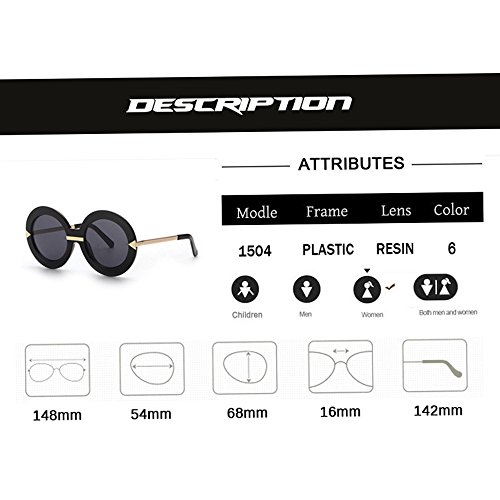 DESCRIPTION
ATTRIBUTES
Modle Frame Lens Color
1504 PLASTIC RESIN 6
Children Men Women Both men and women
148mm 54mm 68mm 16mm 142mm